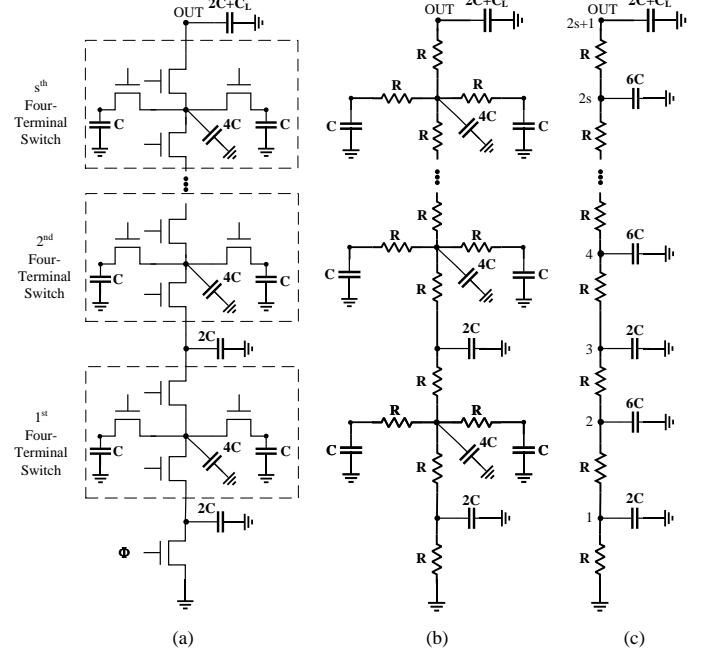 OUT
2C+C_L
s^th
Four-
Terminal
Switch
C
4C
C
2^nd
Four-
Terminal
Switch
C
4C
C
2C
1^st
Four-
Terminal
Switch
C
4C
C
2C
Φ
(a)
OUT
2C+C_L
R
R
R
C
4C
C
R
R
R
R
C
4C
C
R
2C
R
R
R
C
4C
C
R
2C
R
(b)
OUT
2C+C_L
2s+1
R
6C
2s
R
R
6C
4
R
2C
3
R
6C
2
R
2C
1
R
(c)